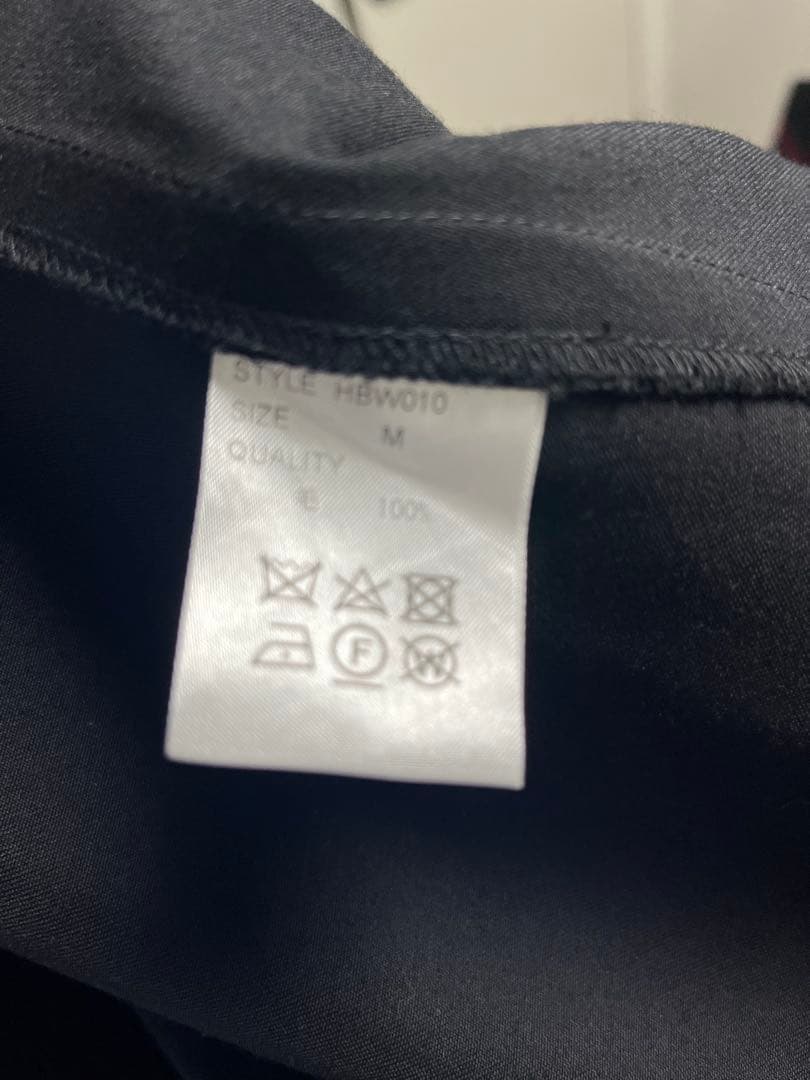 STYLE HBW010
SIZE M
QUALITY
毛 100%
F W